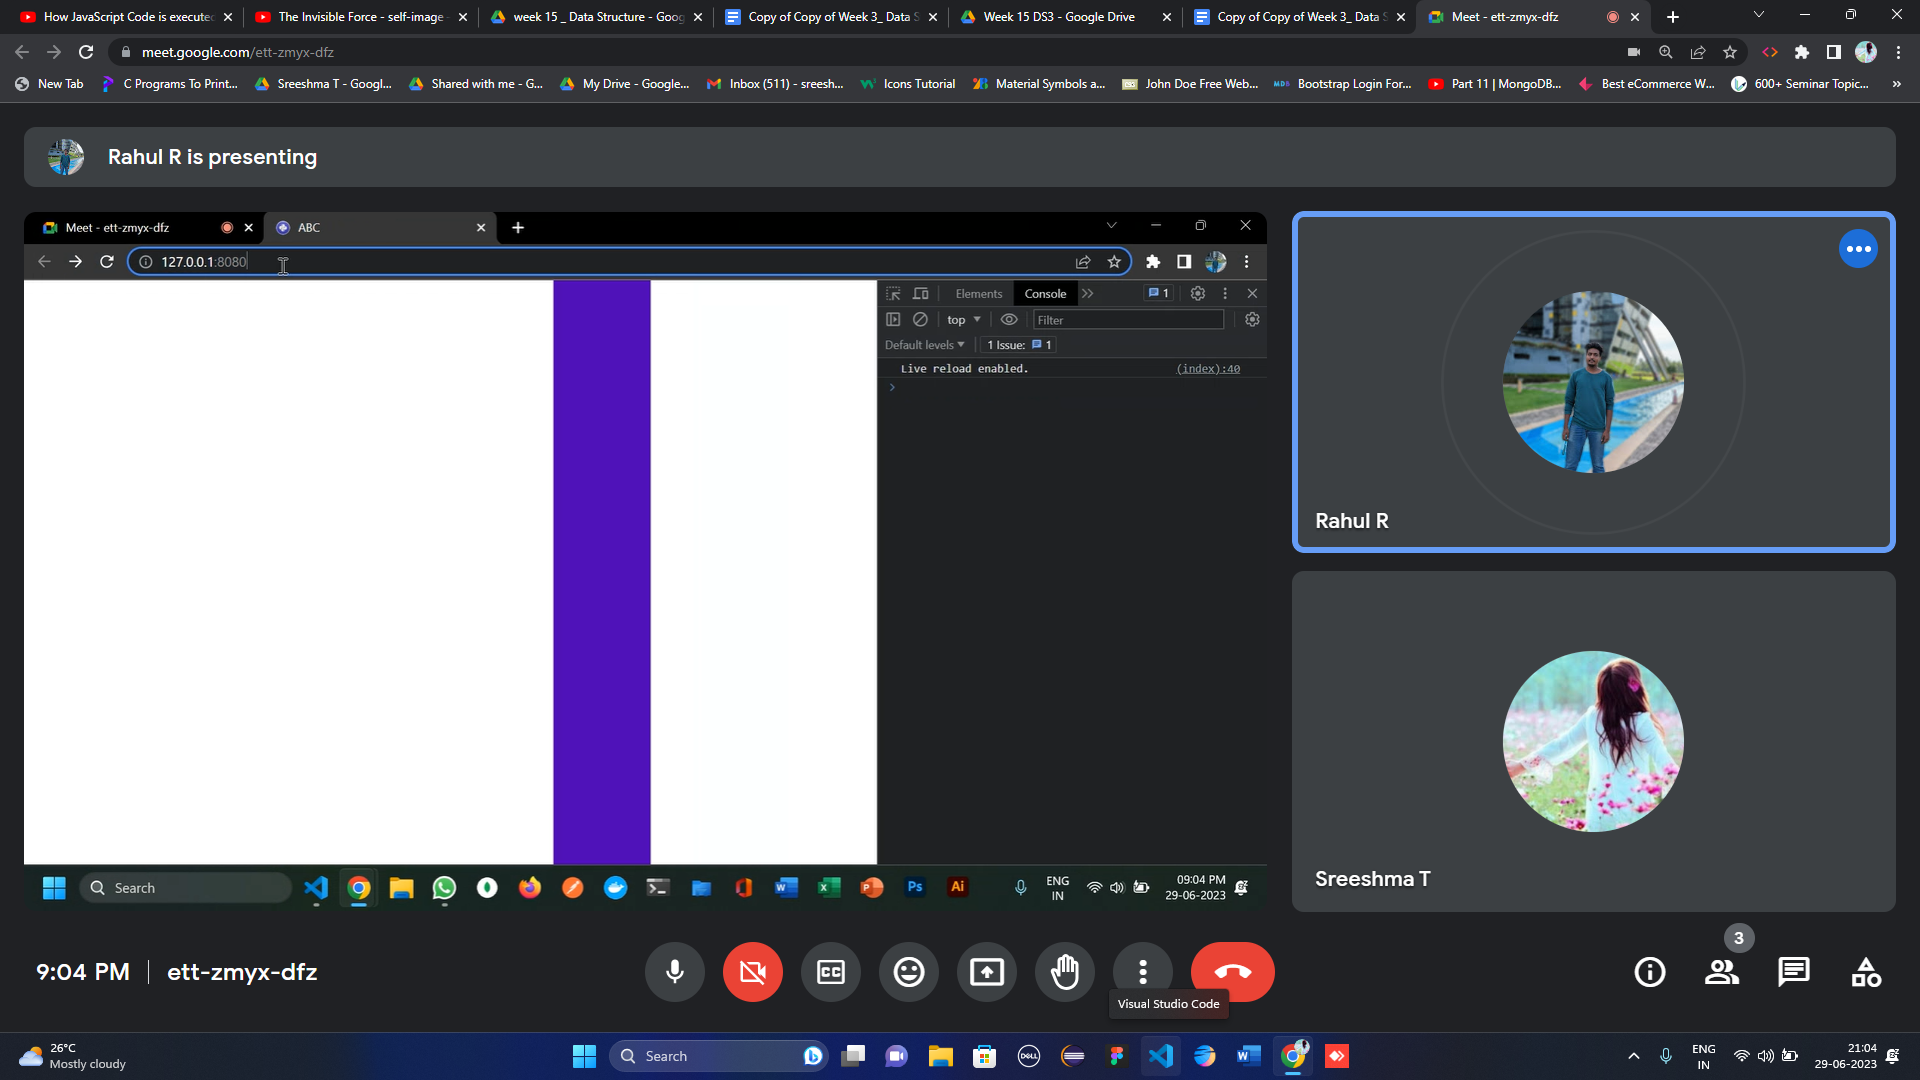 How JavaScript Code is execute
The Invisible Force - self-image
week 15 _ Data Structure - Goog
Copy of Copy of Week 3_ Data S
Week 15 DS3 - Google Drive
Copy of Copy of Week 3_ Data S
Meet - ett-zmyx-dfz
meet.google.com/ett-zmyx-dfz
New Tab
C Programs To Print...
Sreeshma T - Googl...
Shared with me - G...
My Drive - Google...
Inbox (511) - sreesh...
Icons Tutorial
Material Symbols a...
John Doe Free Web...
Bootstrap Login For...
Part 11 | MongoDB...
Best eCommerce W...
600+ Seminar Topic...
»
Rahul R is presenting
Meet - ett-zmyx-dfz
ABC
127.0.0.1:8080
Elements
Console
1
top
Filter
Default levels
1 Issue: 1
Live reload enabled.
(index):40
Rahul R
Sreeshma T
Search
Ps
Ai
ENG
IN
09:04 PM
29-06-2023
9:04 PM
ett-zmyx-dfz
CC
3
Visual Studio Code
26°C
Mostly cloudy
Search
DELL
ENG
IN
21:04
29-06-2023